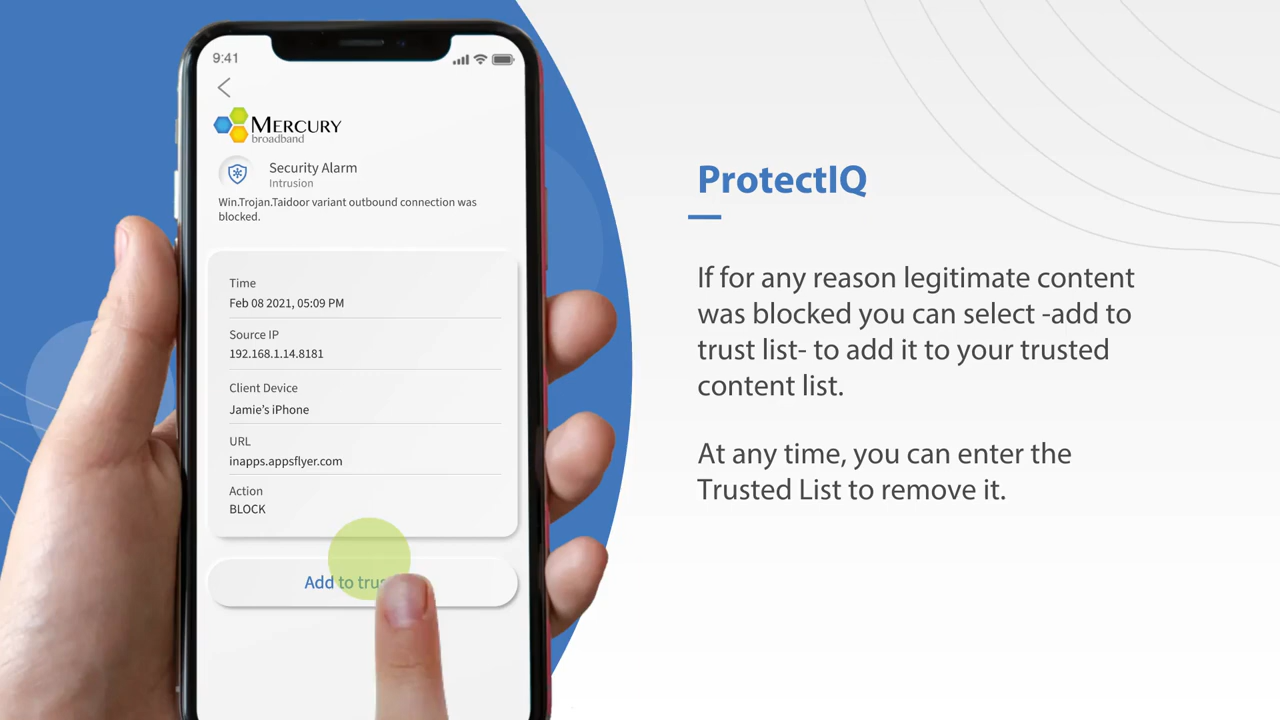 9:41
MERCURY
broadband
Security Alarm
Intrusion
Win.Trojan.Taidoor variant outbound connection was
blocked.
Time
Feb 08 2021, 05:09 PM
Source IP
192.168.1.14.8181
Client Device
Jamie's iPhone
URL
inapps.appsflyer.com
Action
BLOCK
Add to
ProtectIQ
If for any reason legitimate content
was blocked you can select -add to
trust list- to add it to your trusted
content list.
At any time, you can enter the
Trusted List to remove it.